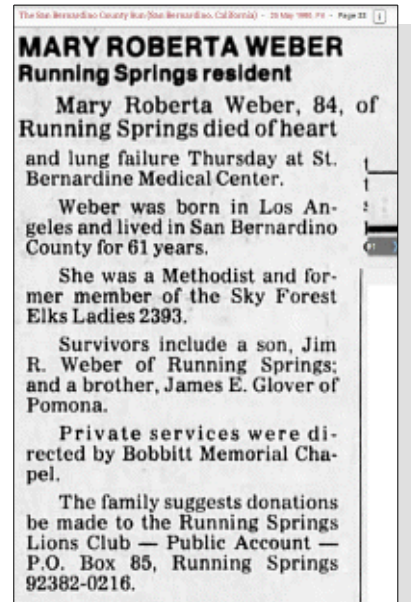 The San Bernardino County Sun (San Bernardino, California) - 25 May 1990, Fri - Page 22
MARY ROBERTA WEBER
Running Springs resident
Mary Roberta Weber, 84, of
Running Springs died of heart
and lung failure Thursday at St.
Bernardine Medical Center.
Weber was born in Los An-
geles and lived in San Bernardino
County for 61 years.
She was a Methodist and for-
mer member of the Sky Forest
Elks Ladies 2393.
Survivors include a son, Jim
R. Weber of Running Springs;
and a brother, James E. Glover of
Pomona.
Private services were di-
rected by Bobbitt Memorial Cha-
pel.
The family suggests donations
be made to the Running Springs
Lions Club — Public Account —
P.O. Box 85, Running Springs
92382-0216.